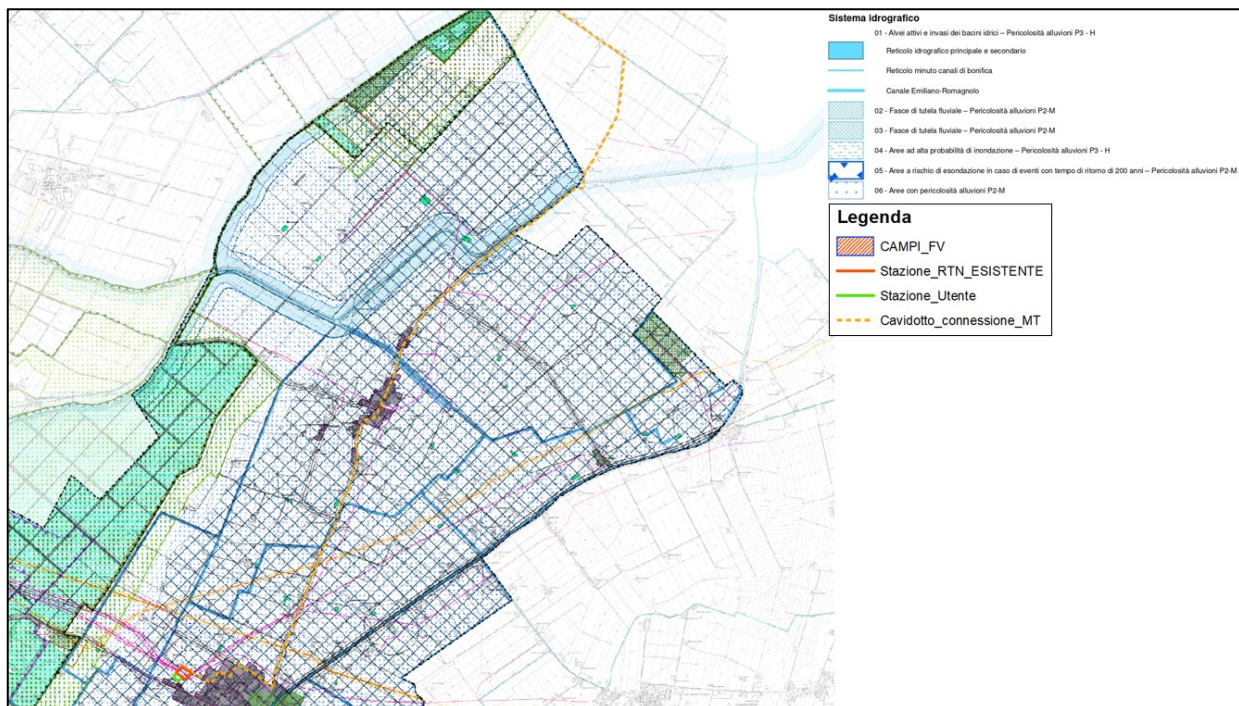 Sistema idrografico
01 - Alvei attivi e invasi dei bacini idrici – Pericolosità alluvioni P3 - H
Reticolo idrografico principale e secondario
Reticolo minuto canali di bonifica
Canale Emiliano-Romagnolo
02 - Fasce di tutela fluviale – Pericolosità alluvioni P2-M
03 - Fasce di tutela fluviale – Pericolosità alluvioni P2-M
04 - Aree ad alta probabilità di inondazione – Pericolosità alluvioni P3 - H
05 - Aree a rischio di esondazione in caso di eventi con tempo di ritorno di 200 anni – Pericolosità alluvioni P2-M
06 - Aree con pericolosità alluvioni P2-M
Legenda
CAMPI_FV
Stazione_RTN_ESISTENTE
Stazione_Utente
Cavidotto_connessione_MT